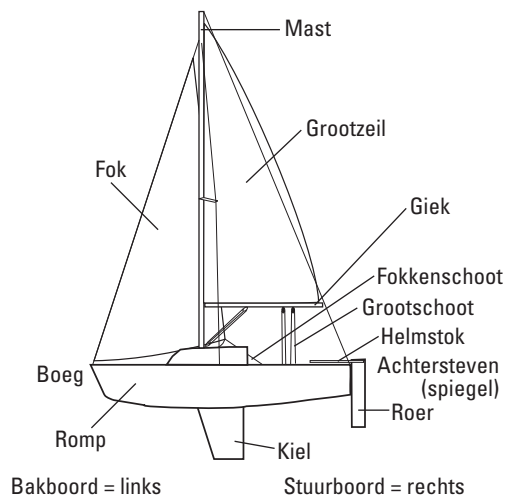 Mast
Grootzeil
Fok
Giek
Fokkenschoot
Grootschoot
Helmstok
Boeg
Achtersteven
(spiegel)
Roer
Romp
Kiel
Bakboord = links
Stuurboord = rechts